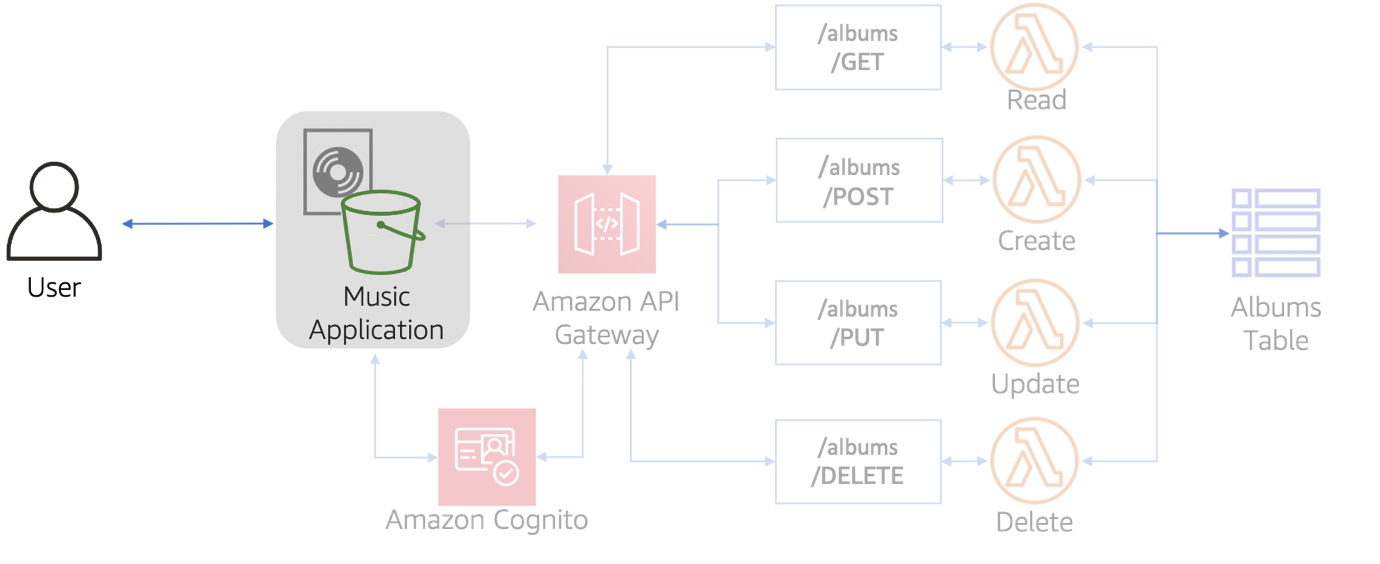 User
Music
Application
Amazon API
Gateway
Amazon Cognito
/albums
/GET
Read
/albums
/POST
Create
/albums
/PUT
Update
/albums
/DELETE
Delete
Albums
Table